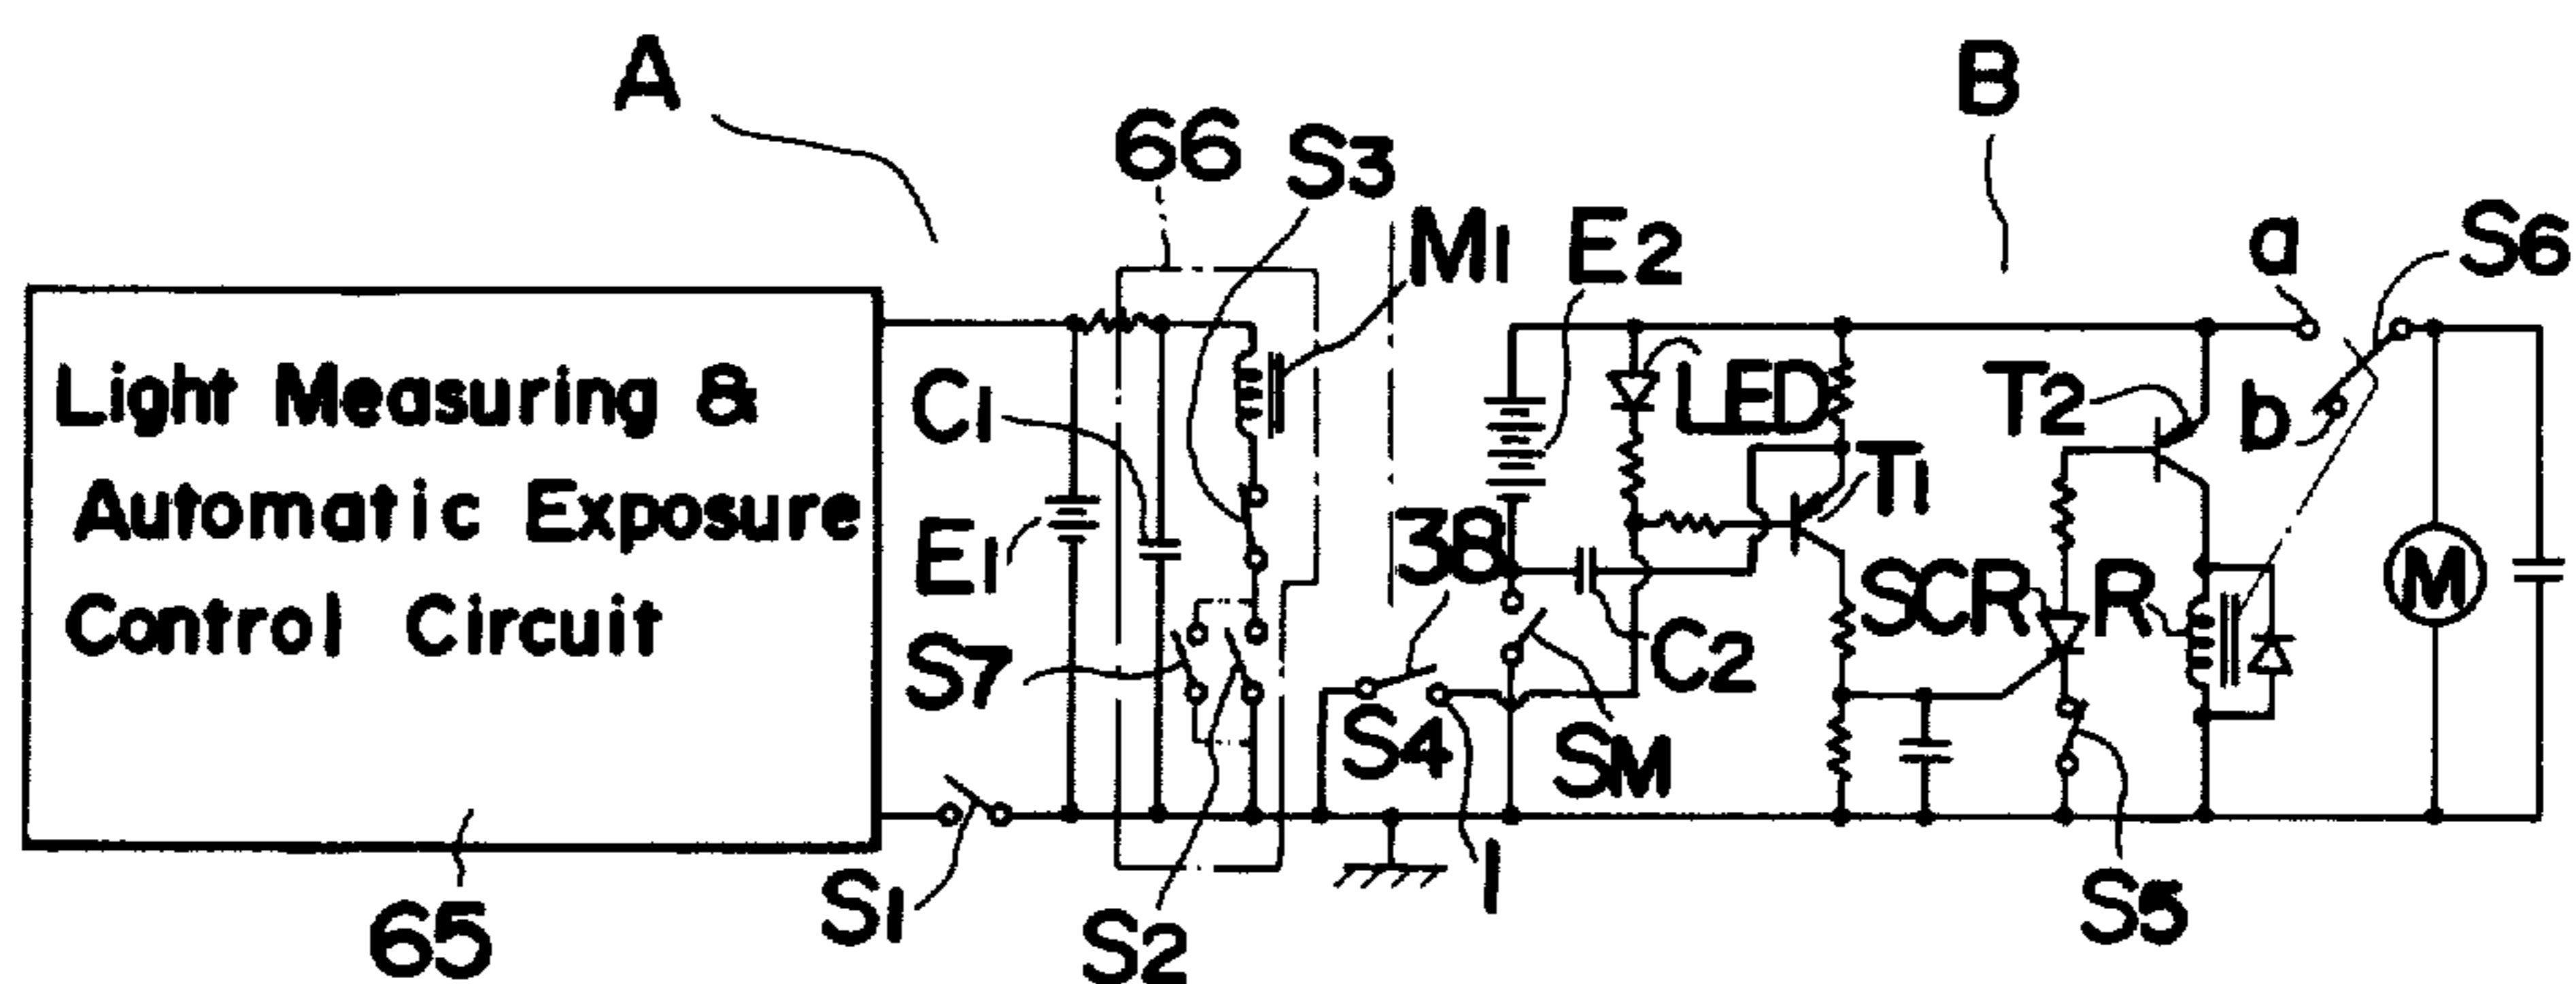 A
B
66
S3
M1
E2
a
S6
Light Measuring &
Automatic Exposure
Control Circuit
C1
LED
T2
b
E1
38
T1
S7
C2
SCR
R
M
S4
SM
1
65
S1
S2
S5